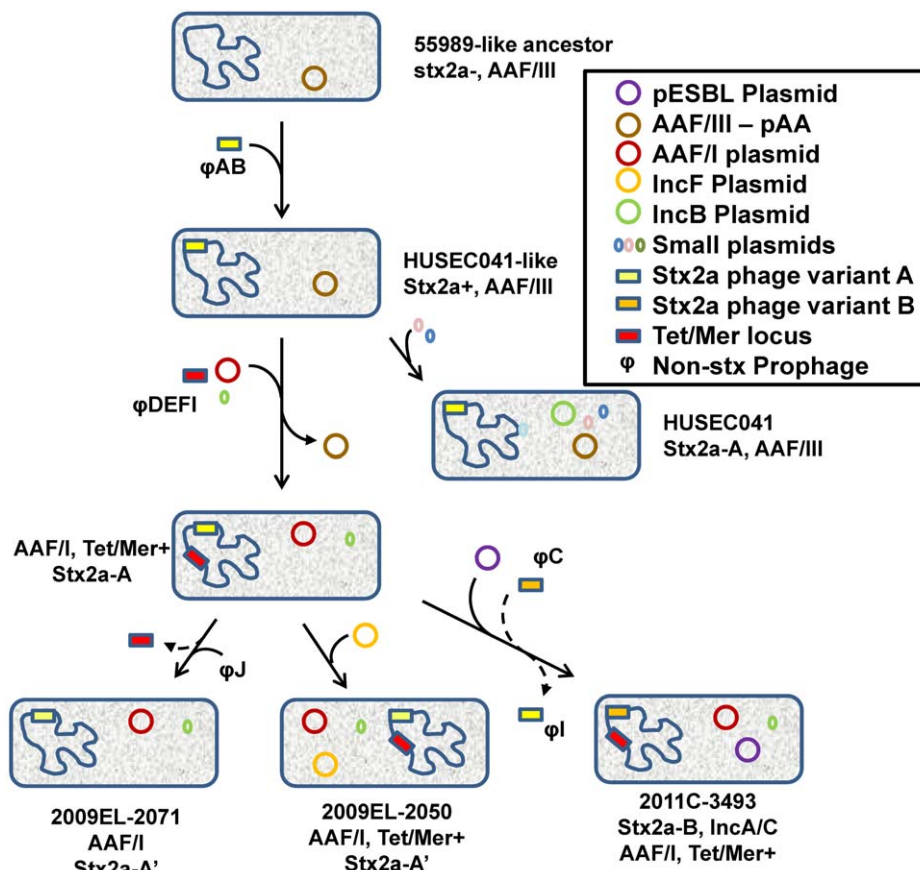 55989-like ancestor
stx2a-, AAF/III
φAB
pESBL Plasmid
AAF/III – pAA
AAF/I plasmid
IncF Plasmid
IncB Plasmid
Small plasmids
Stx2a phage variant A
Stx2a phage variant B
Tet/Mer locus
φ Non-stx Prophage
HUSEC041-like
Stx2a+, AAF/III
φDEFI
HUSEC041
Stx2a-A, AAF/III
AAF/I, Tet/Mer+
Stx2a-A
φC
φJ
φI
2009EL-2071
AAF/I
Stx2a-A’
2009EL-2050
AAF/I, Tet/Mer+
Stx2a-A’
2011C-3493
Stx2a-B, IncA/C
AAF/I, Tet/Mer+